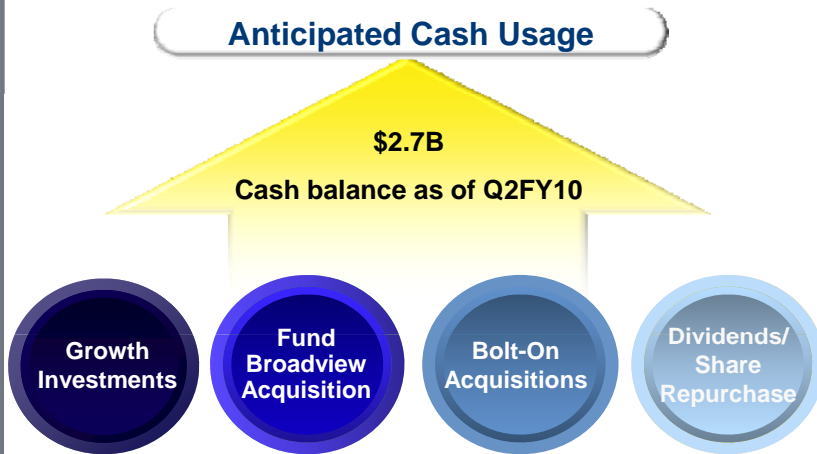 Anticipated Cash Usage
$2.7B
Cash balance as of Q2FY10
Growth
Investments
Fund
Broadview
Acquisition
Bolt-On
Acquisitions
Dividends/
Share
Repurchase